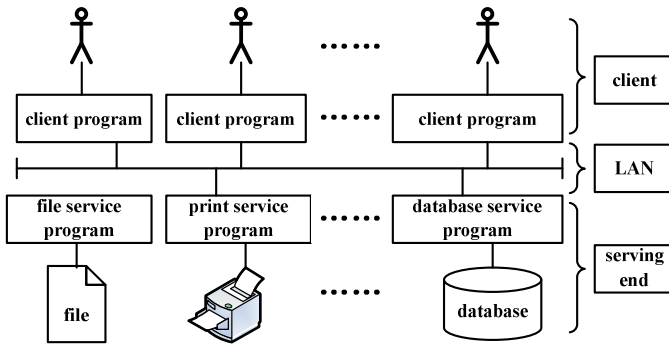 client
client program
client program
client program
LAN
file service
program
print service
program
database service
program
serving
end
file
database